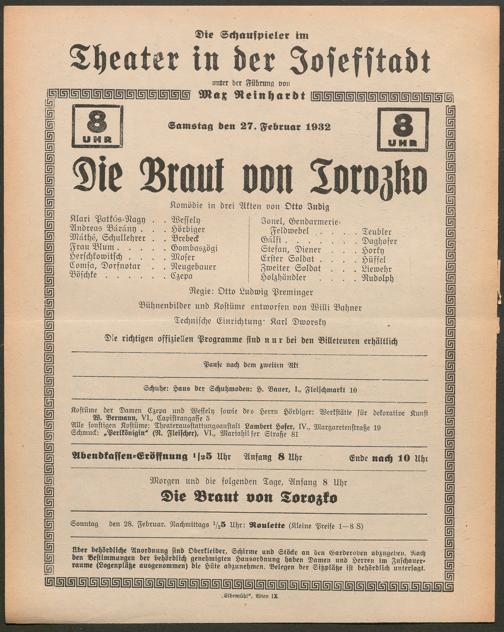 Die Schauspieler im
Theater in der Josefstadt
unter der Führung von
Max Reinhardt
8 UHR
Samstag den 27. Februar 1932
8 UHR
Die Braut von Torozko
Komödie in drei Akten von Otto Indig
Klari Patkós-Nagy . . Wessely
Andreas Bárány . . . Hörbiger
Máthé, Schullehrer . . Brebeck
Frau Blum . . . . . Gombaszögi
Herschkowitsch . . . Moser
Comsa, Dorfnotar . . Neugebauer
Böschke . . . . . . Czepa
Jonel, Gendarmerie-
Feldwebel . . . . . Teubler
Gálfi . . . . . . Daghofer
Stefan, Diener . . . . Horky
Erster Soldat . . . . Hüssel
Zweiter Soldat . . . . Liewehr
Holzhändler . . . . . Rudolph
Regie: Otto Ludwig Preminger
Bühnenbilder und Kostüme entworfen von Willi Bahner
Technische Einrichtung: Karl Dworsky
Die richtigen offiziellen Programme sind nur bei den Billeteuren erhältlich
Pause nach dem zweiten Akt
Schuhe: Haus der Schuhmoden: H. Bauer, I., Fleischmarkt 10
Kostüme der Damen Czepa und Wessely sowie des Herrn Hörbiger: Werkstätte für dekorative Kunst
W. Bermann, VI., Capistrangasse 5
Alle sonstigen Kostüme: Theaterausstattungsanstalt Lambert Hofer, IV., Margaretenstraße 19
Schmuck: „Perlkönigin“ (R. Fleischer), VI., Mariahilfer Straße 81
Abendkassen-Eröffnung 1/2 5 Uhr Anfang 8 Uhr Ende nach 10 Uhr
Morgen und die folgenden Tage, Anfang 8 Uhr
Die Braut von Torozko
Sonntag den 28. Februar. Nachmittags 1/2 5 Uhr: Roulette (Kleine Preise 1—8 S)
Über behördliche Anordnung sind Oberkleider, Schirme und Stöcke an den Garderoben abzugeben. Nach
den Bestimmungen der behördlich genehmigten Hausordnung haben Damen und Herren im Zuschauer-
raume (Logenplätze ausgenommen) die Hüte abzunehmen. Belegen der Sitzplätze ist behördlich untersagt.
„Elbemühl“, Wien IX.